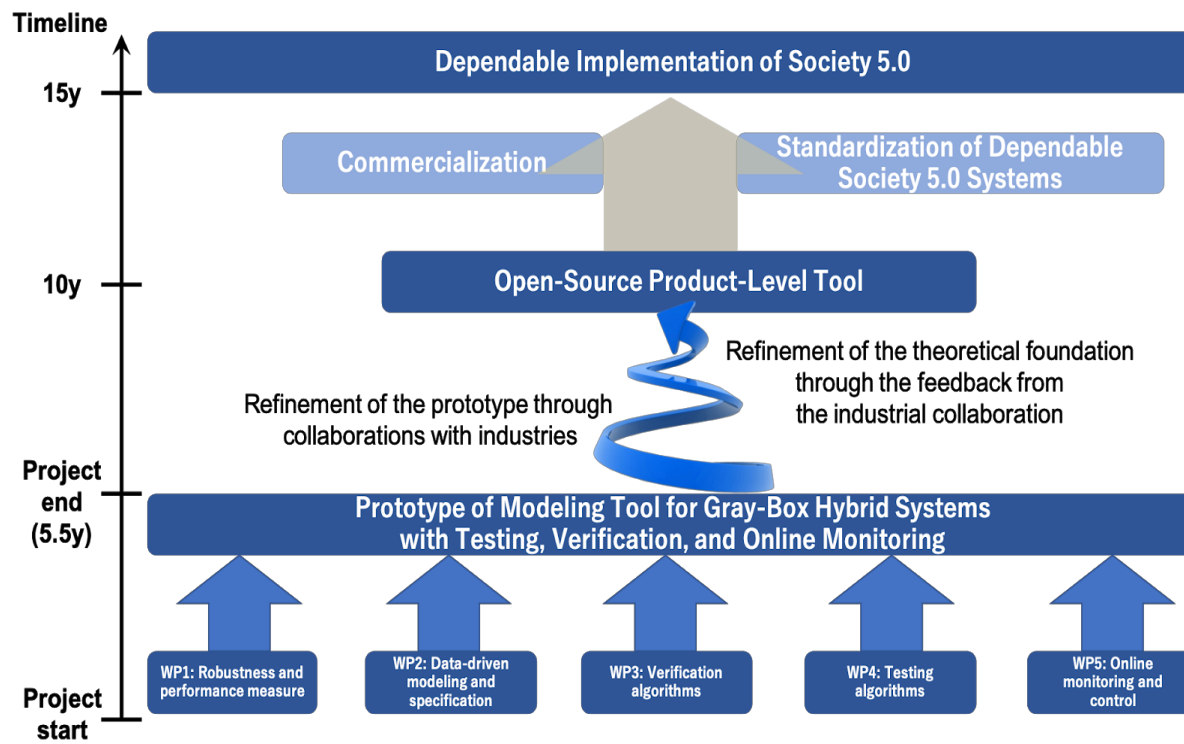 Timeline
Dependable Implementation of Society 5.0
15y
Commercialization
Standardization of Dependable
Society 5.0 Systems
10y
Open-Source Product-Level Tool
Refinement of the theoretical foundation
through the feedback from
the industrial collaboration
Refinement of the prototype through
collaborations with industries
Project
end
(5.5y)
Prototype of Modeling Tool for Gray-Box Hybrid Systems
with Testing, Verification, and Online Monitoring
WP1: Robustness and
performance measure
WP2: Data-driven
modeling and
specification
WP3: Verification
algorithms
WP4: Testing
algorithms
WP5: Online
monitoring and
control
Project
start